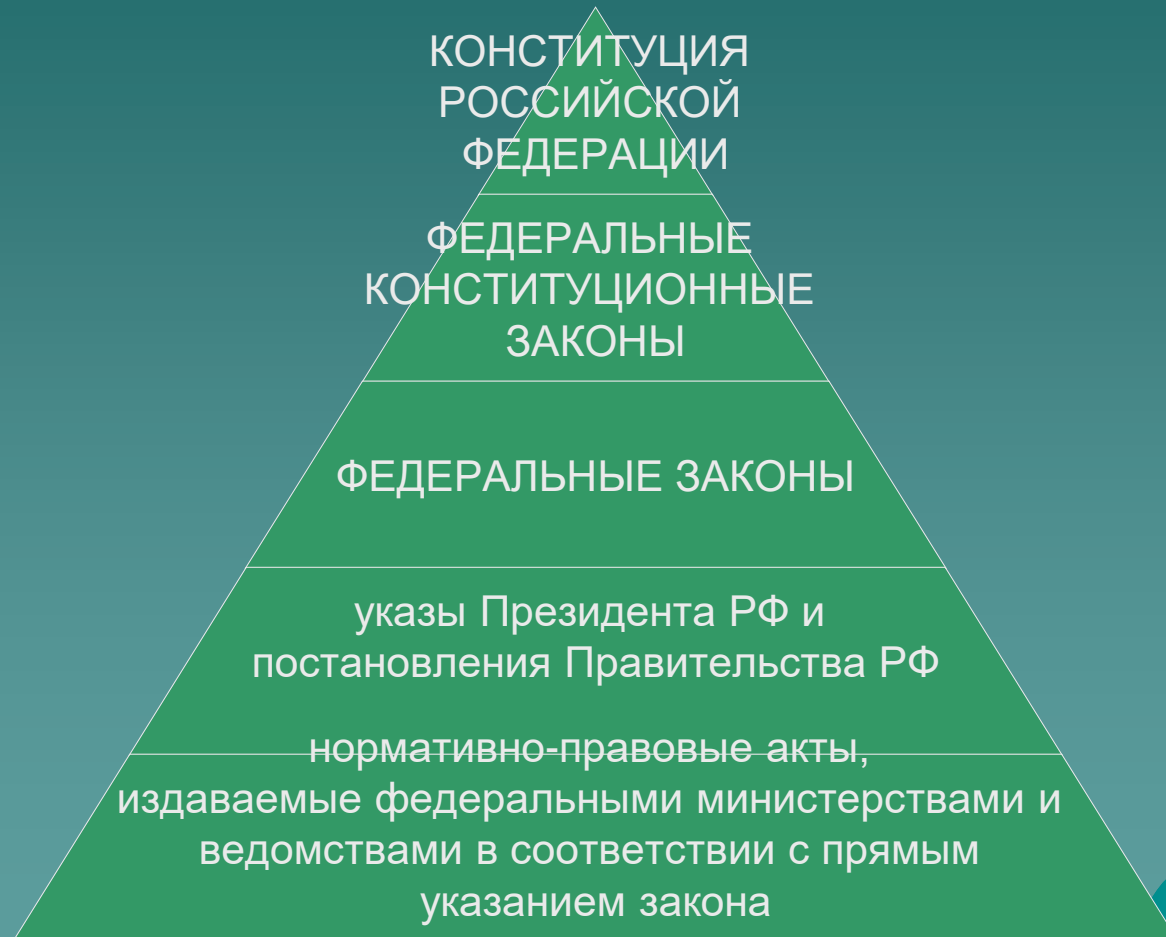 КОНСТИТУЦИЯ
РОССИЙСКОЙ
ФЕДЕРАЦИИ
ФЕДЕРАЛЬНЫЕ
КОНСТИТУЦИОННЫЕ
ЗАКОНЫ
ФЕДЕРАЛЬНЫЕ ЗАКОНЫ
указы Президента РФ и
постановления Правительства РФ
нормативно-правовые акты,
издаваемые федеральными министерствами и
ведомствами в соответствии с прямым
указанием закона